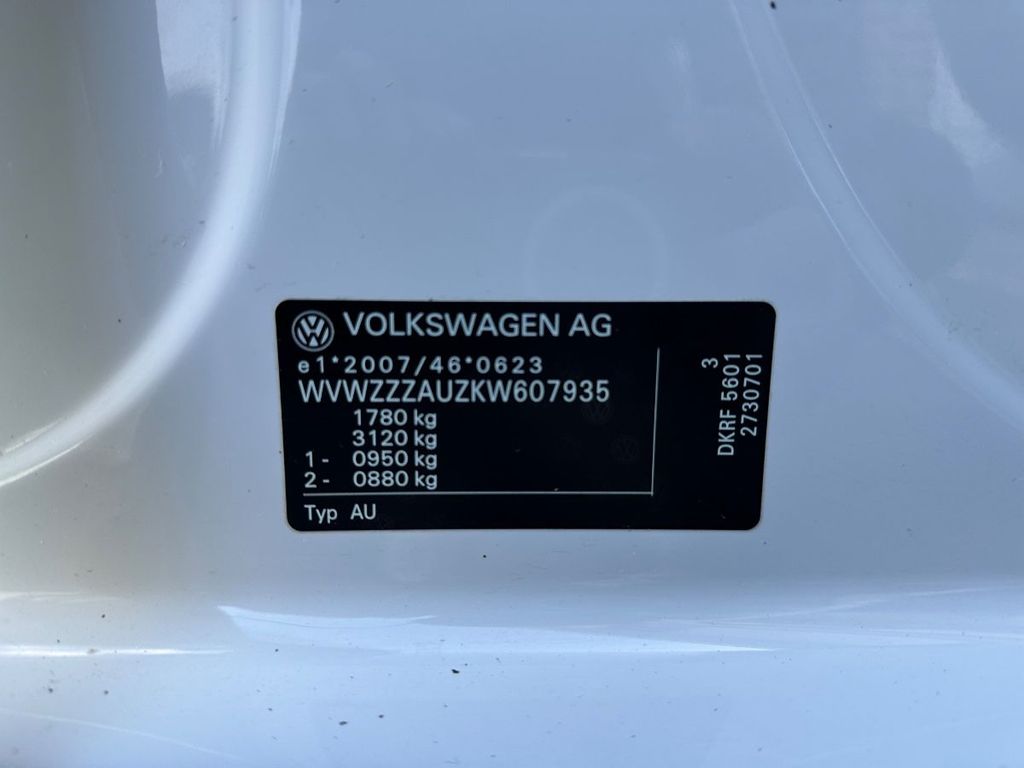 VOLKSWAGEN AG
e1*2007/46*0623
WVWZZZAUZKW607935
1780 kg
3120 kg
1- 0950 kg
2- 0880 kg
Typ AU
3
DKRF 5601
2730701